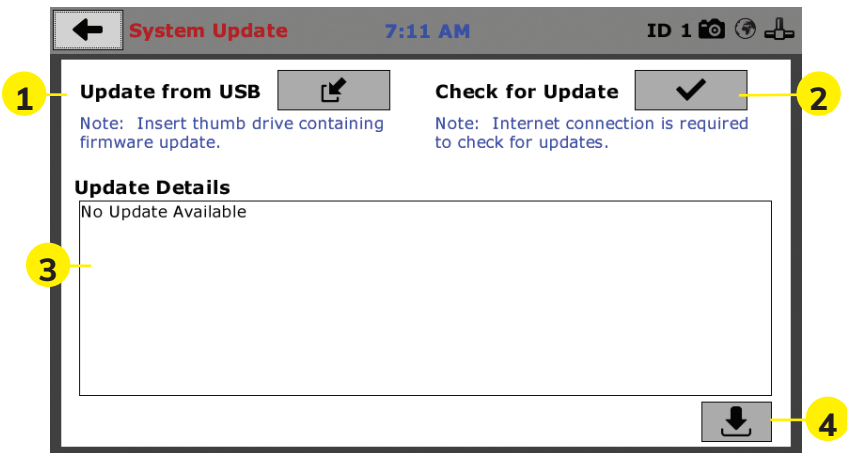 System Update
7:11 AM
ID 1
1
Update from USB
Check for Update
2
Note: Insert thumb drive containing
firmware update.
Note: Internet connection is required
to check for updates.
Update Details
No Update Available
3
4